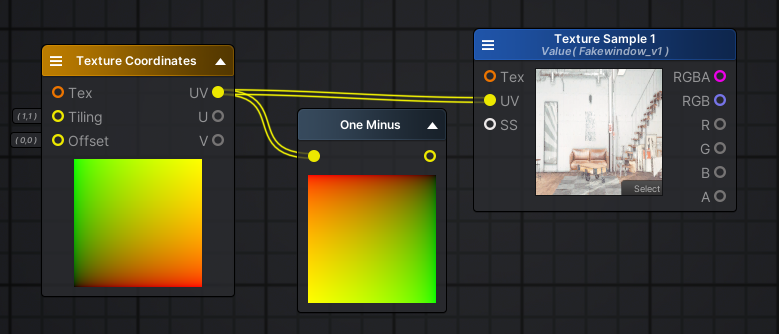 Texture Coordinates
Tex
UV
(1,1)
Tiling
U
(0,0)
Offset
V
One Minus
Texture Sample 1
Value( Fakewindow_v1 )
Tex
RGBA
UV
RGB
SS
R
G
B
Select
A